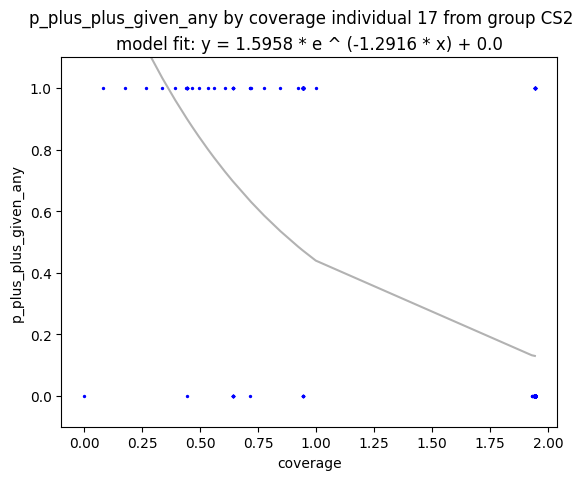 p_plus_plus_given_any by coverage individual 17 from group CS2
model fit: y = 1.5958 * e ^ (-1.2916 * x) + 0.0
1.0
0.8
0.6
0.4
0.2
0.0
p_plus_plus_given_any
0.00 0.25 0.50 0.75 1.00 1.25 1.50 1.75 2.00
coverage